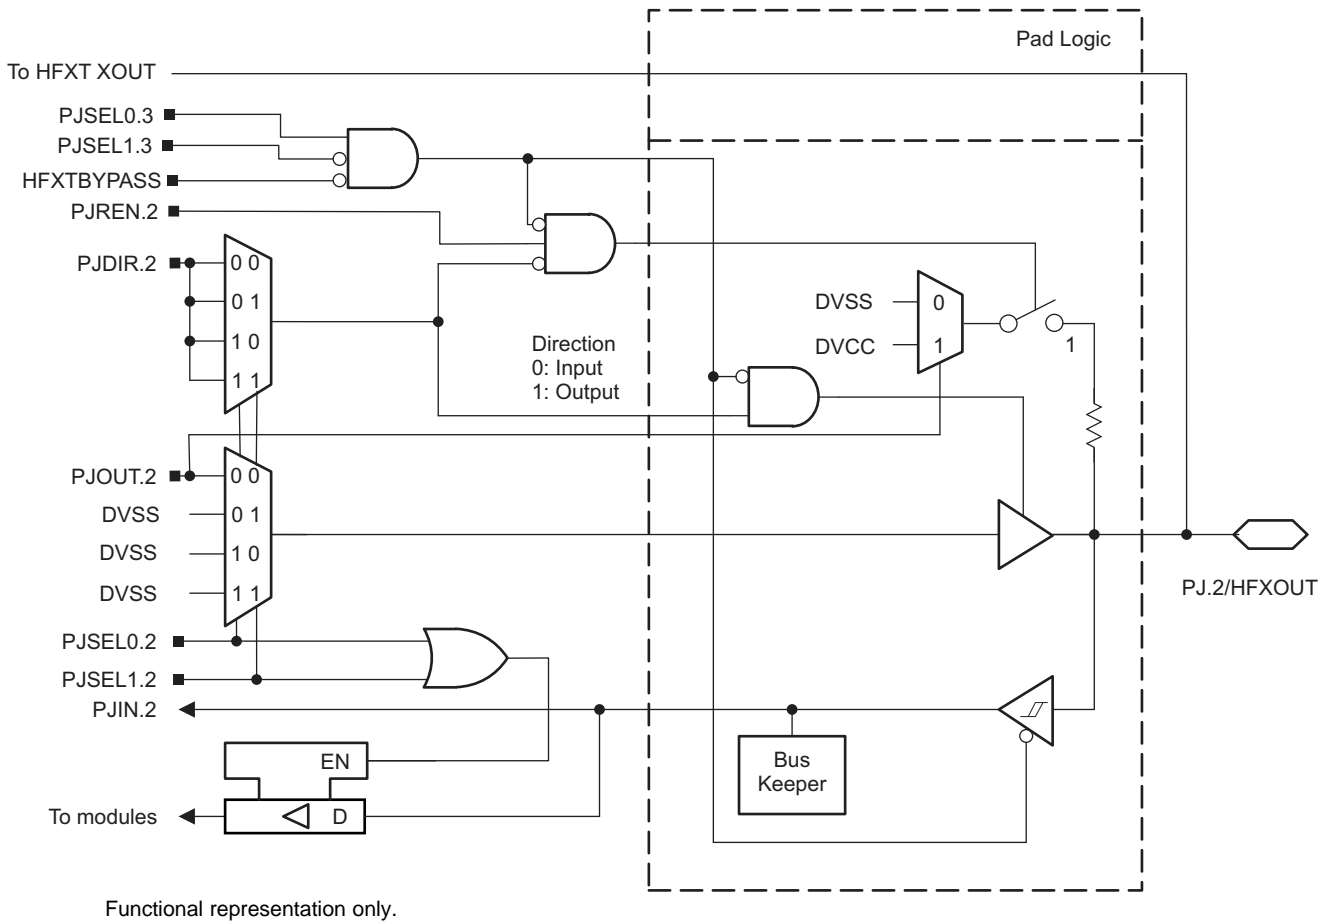 Pad Logic
To HFXT XOUT
PJSEL0.3
PJSEL1.3
HFXTBYPASS
PJREN.2
PJDIR.2
0 0
0 1
1 0
1 1
DVSS
0
DVCC
1
1
Direction
0: Input
1: Output
PJOUT.2
0 0
DVSS
0 1
DVSS
1 0
DVSS
1 1
PJ.2/HFXOUT
PJSEL0.2
PJSEL1.2
PJIN.2
EN
Bus
Keeper
To modules
D
Functional representation only.